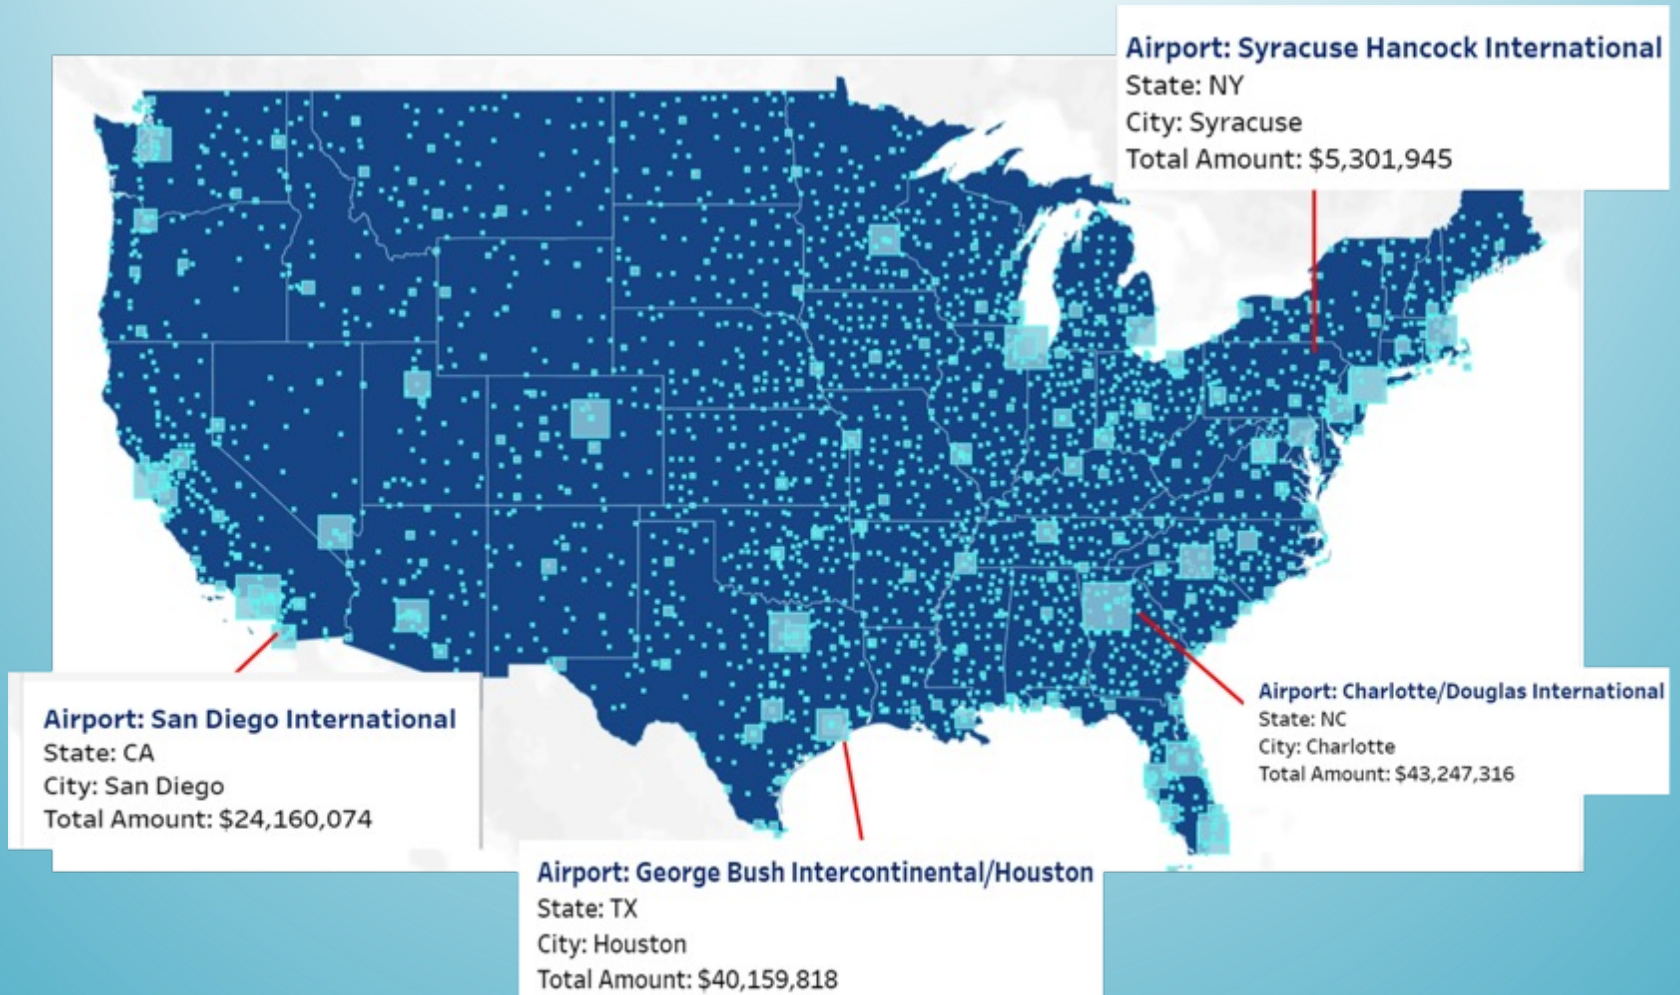 Airport: Syracuse Hancock International
State: NY
City: Syracuse
Total Amount: $5,301,945
Airport: San Diego International
State: CA
City: San Diego
Total Amount: $24,160,074
Airport: Charlotte/Douglas International
State: NC
City: Charlotte
Total Amount: $43,247,316
Airport: George Bush Intercontinental/Houston
State: TX
City: Houston
Total Amount: $40,159,818